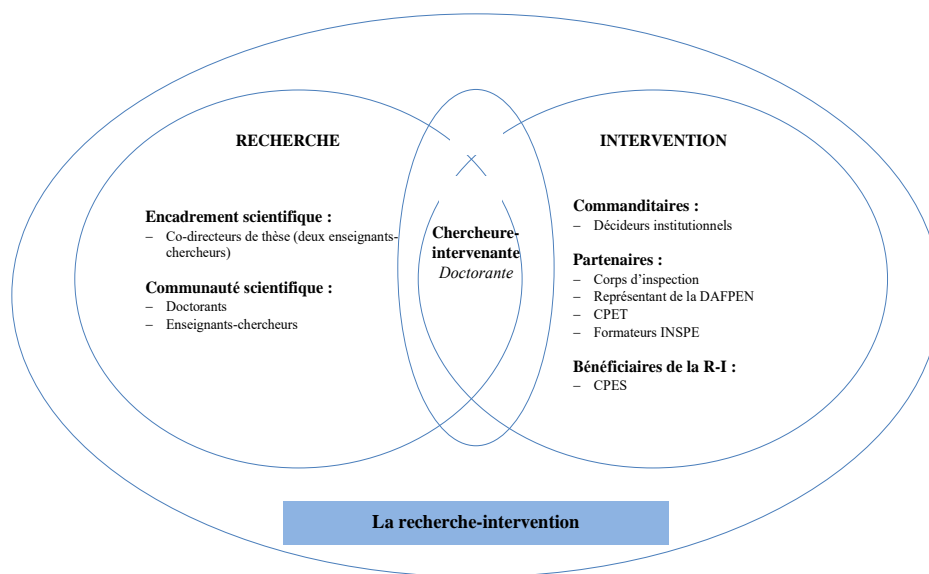 RECHERCHE
Encadrement scientifique :
– Co-directeurs de thèse (deux enseignants-
chercheurs)
Communauté scientifique :
– Doctorants
– Enseignants-chercheurs
Chercheure-
intervenante
Doctorante
INTERVENTION
Commanditaires :
– Décideurs institutionnels
Partenaires :
– Corps d’inspection
– Représentant de la DAFPEN
– CPET
– Formateurs INSPE
Bénéficiaires de la R-I :
– CPES
La recherche-intervention